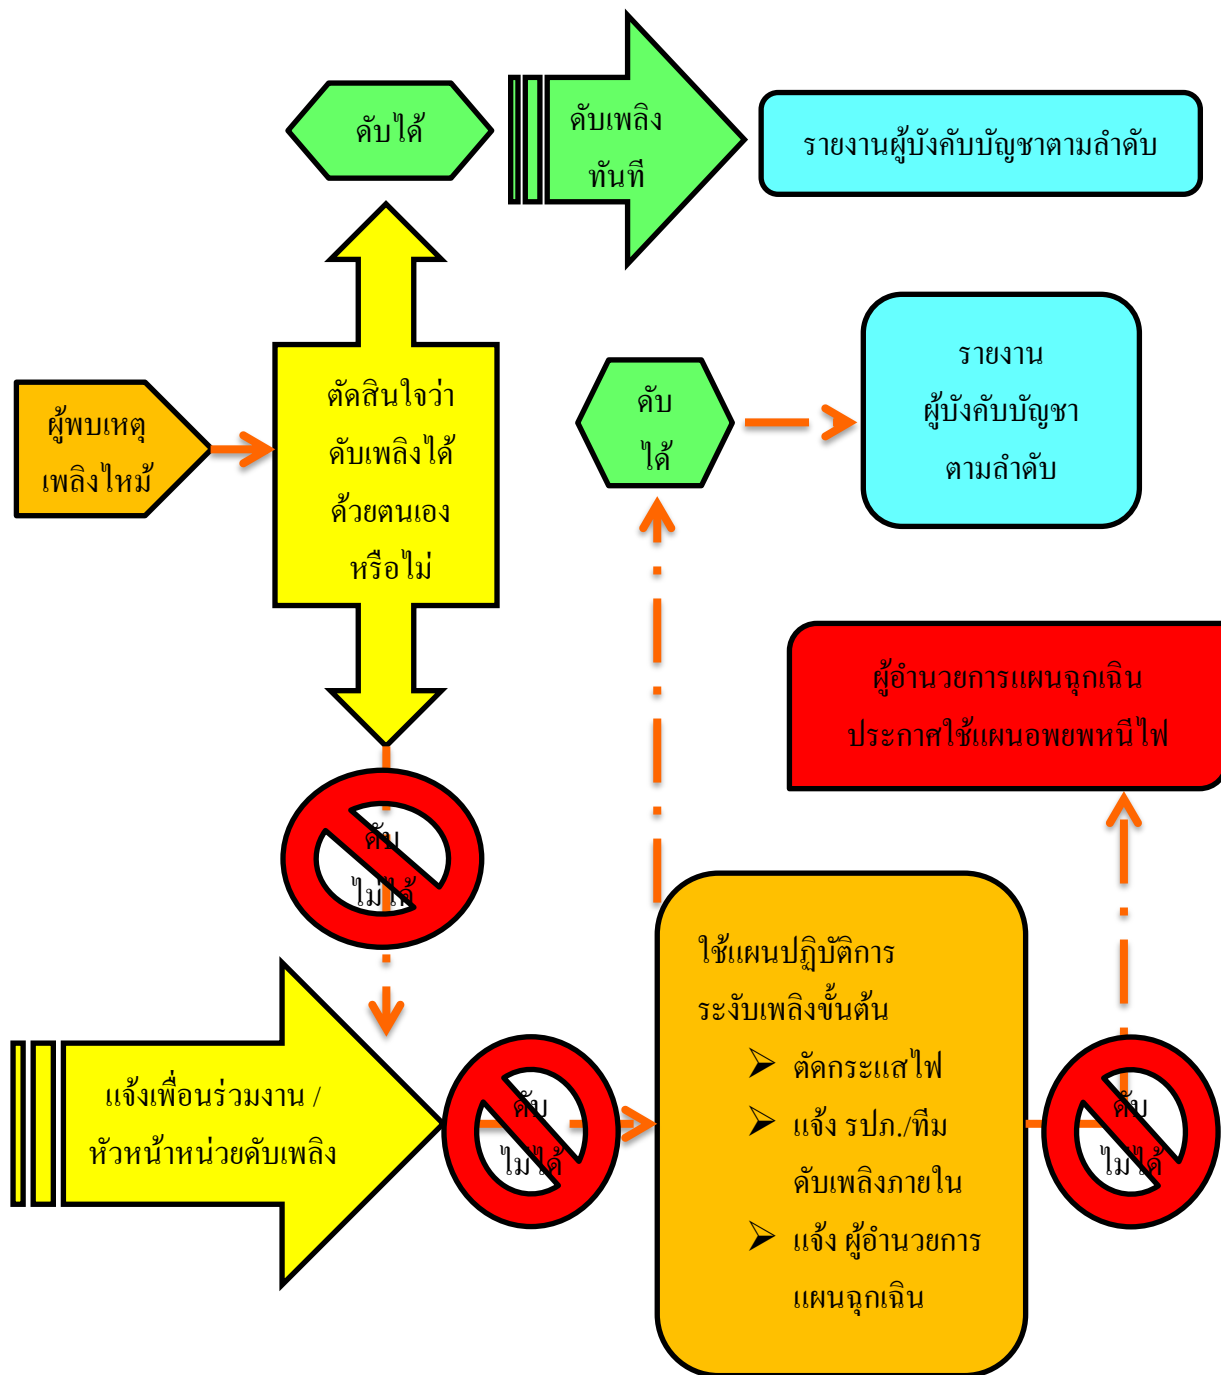 ดับได้
ดับเพลิง
ทันที
รายงานผู้บังคับบัญชาตามลำดับ
ผู้พบเหตุ
เพลิงไหม้
ตัดสินใจว่า
ดับเพลิงได้
ด้วยตนเอง
หรือไม่
ดับ
ได้
รายงาน
ผู้บังคับบัญชา
ตามลำดับ
ผู้อำนวยการแผนฉุกเฉิน
ประกาศใช้แผนอพยพหนีไฟ
ดับ
ไม่ได้
แจ้งเพื่อนร่วมงาน /
หัวหน้าหน่วยดับเพลิง
ดับ
ไม่ได้
ใช้แผนปฏิบัติการ
ระงับเพลิงขั้นต้น
ตัดกระแสไฟ
แจ้ง รปภ./ทีม
ดับเพลิงภายใน
แจ้ง ผู้อำนวยการ
แผนฉุกเฉิน
ดับ
ไม่ได้